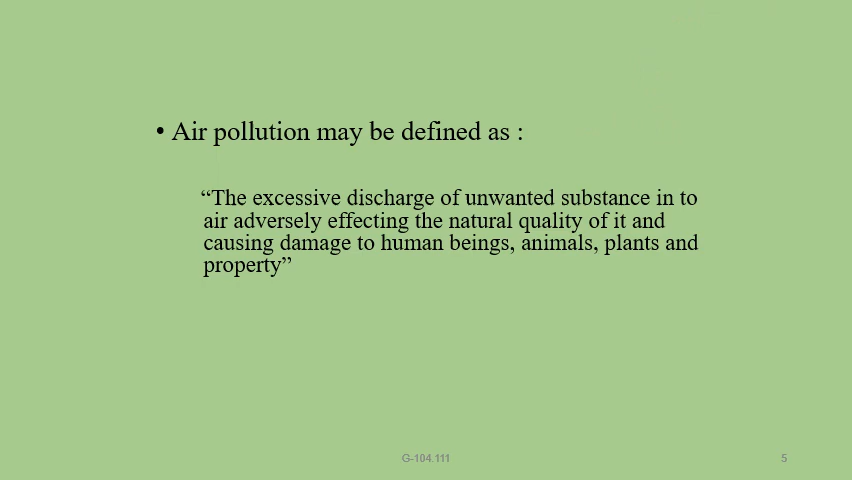 • Air pollution may be defined as :
“The excessive discharge of unwanted substance in to
air adversely effecting the natural quality of it and
causing damage to human beings, animals, plants and
property”
G-104.111
5